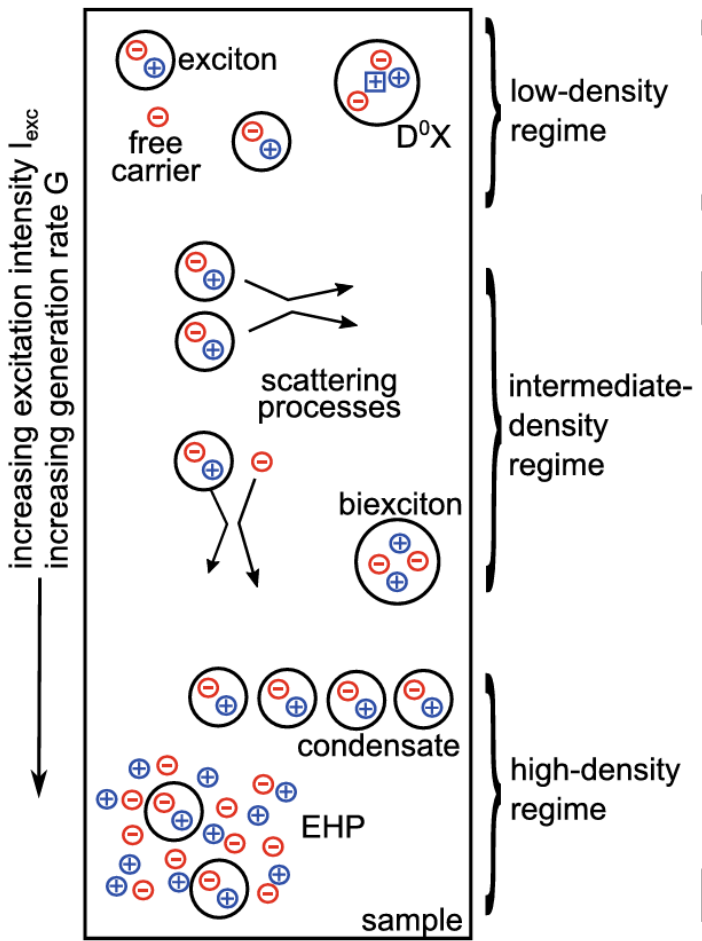 exciton
free
carrier
D⁰X
low-density
regime
increasing excitation intensity I_exc
increasing generation rate G
scattering
processes
biexciton
intermediate-
density
regime
condensate
EHP
high-density
regime
sample